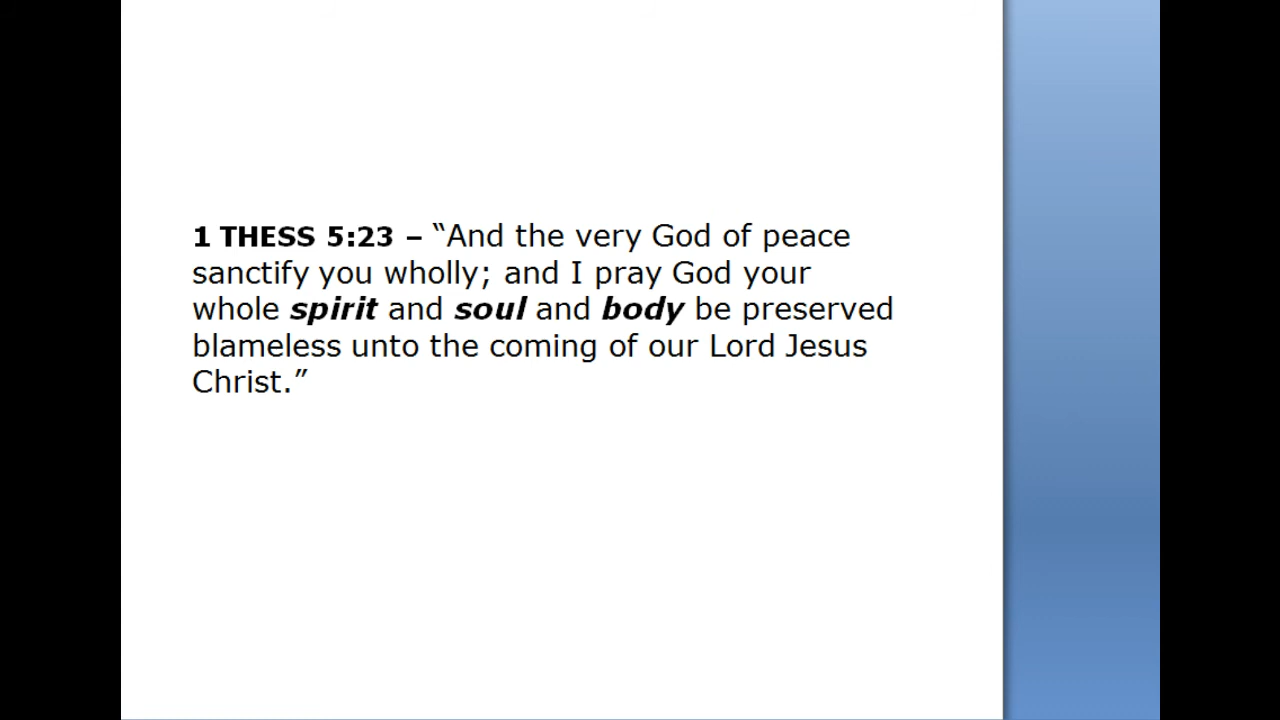 1 THESS 5:23 – “And the very God of peace
sanctify you wholly; and I pray God your
whole spirit and soul and body be preserved
blameless unto the coming of our Lord Jesus
Christ.”